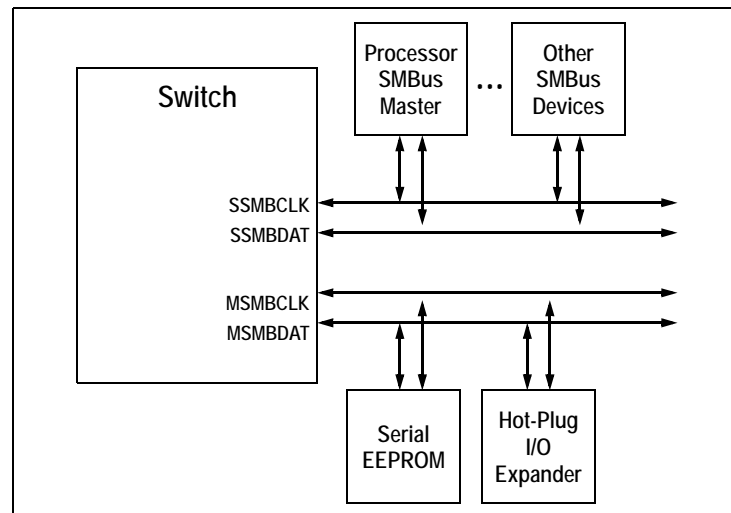 Switch
Processor
SMBus
Master
...
Other
SMBus
Devices
SSMBCLK
SSMBDAT
MSMBCLK
MSMBDAT
Serial
EEPROM
Hot-Plug
I/O
Expander